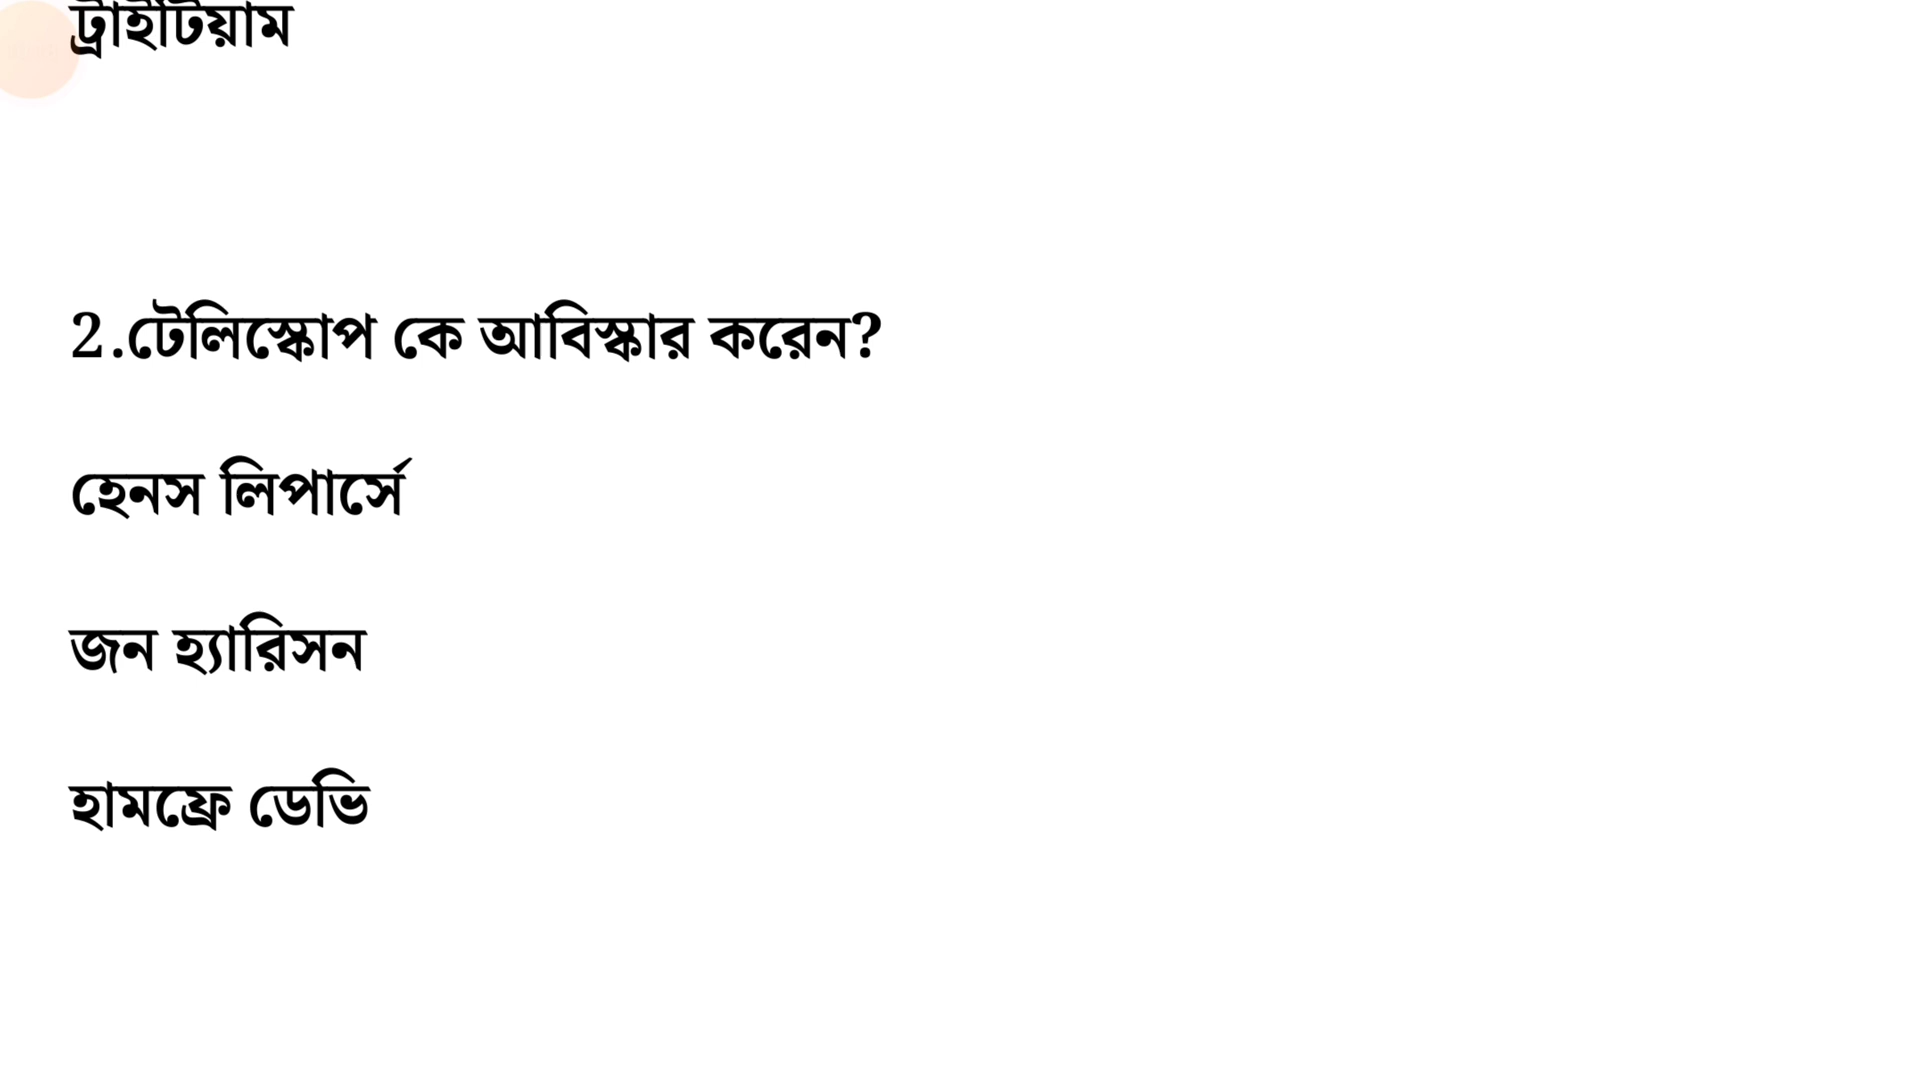 ট্রাইটিয়াম
2.টেলিস্কোপ কে আবিস্কার করেন?
হেনস লিপার্সে
জন হ্যারিসন
হামফ্রে ডেভি